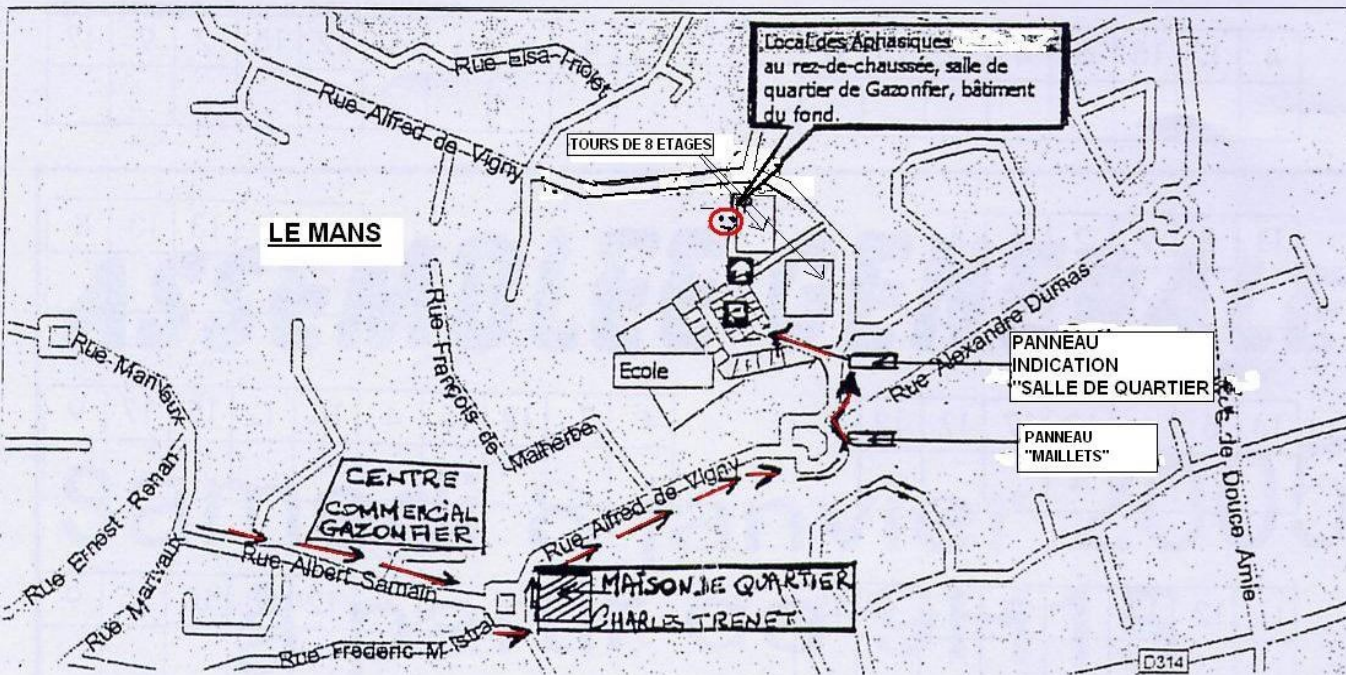 Local des Aphasiques
au rez-de-chaussée, salle de
quartier de Gazonfier, bâtiment
du fond.
Rue Elsa Triolet
Rue Alfred de Vigny
TOURS DE 8 ETAGES
LE MANS
Rue François de Malherbe
Rue Alexandre Dumas
PANNEAU
INDICATION
"SALLE DE QUARTIER
Ecole
Rue Marivaux
PANNEAU
"MAILLETS"
Rue de Douce Amie
CENTRE
COMMERCIAL
GAZONFIER
Rue Alfred de Vigny
Rue Ernest Renan
Rue Marivaux
Rue Albert Samain
MAISON DE QUARTIER
CHARLES TRENET
Rue Frédéric Mistral
D314